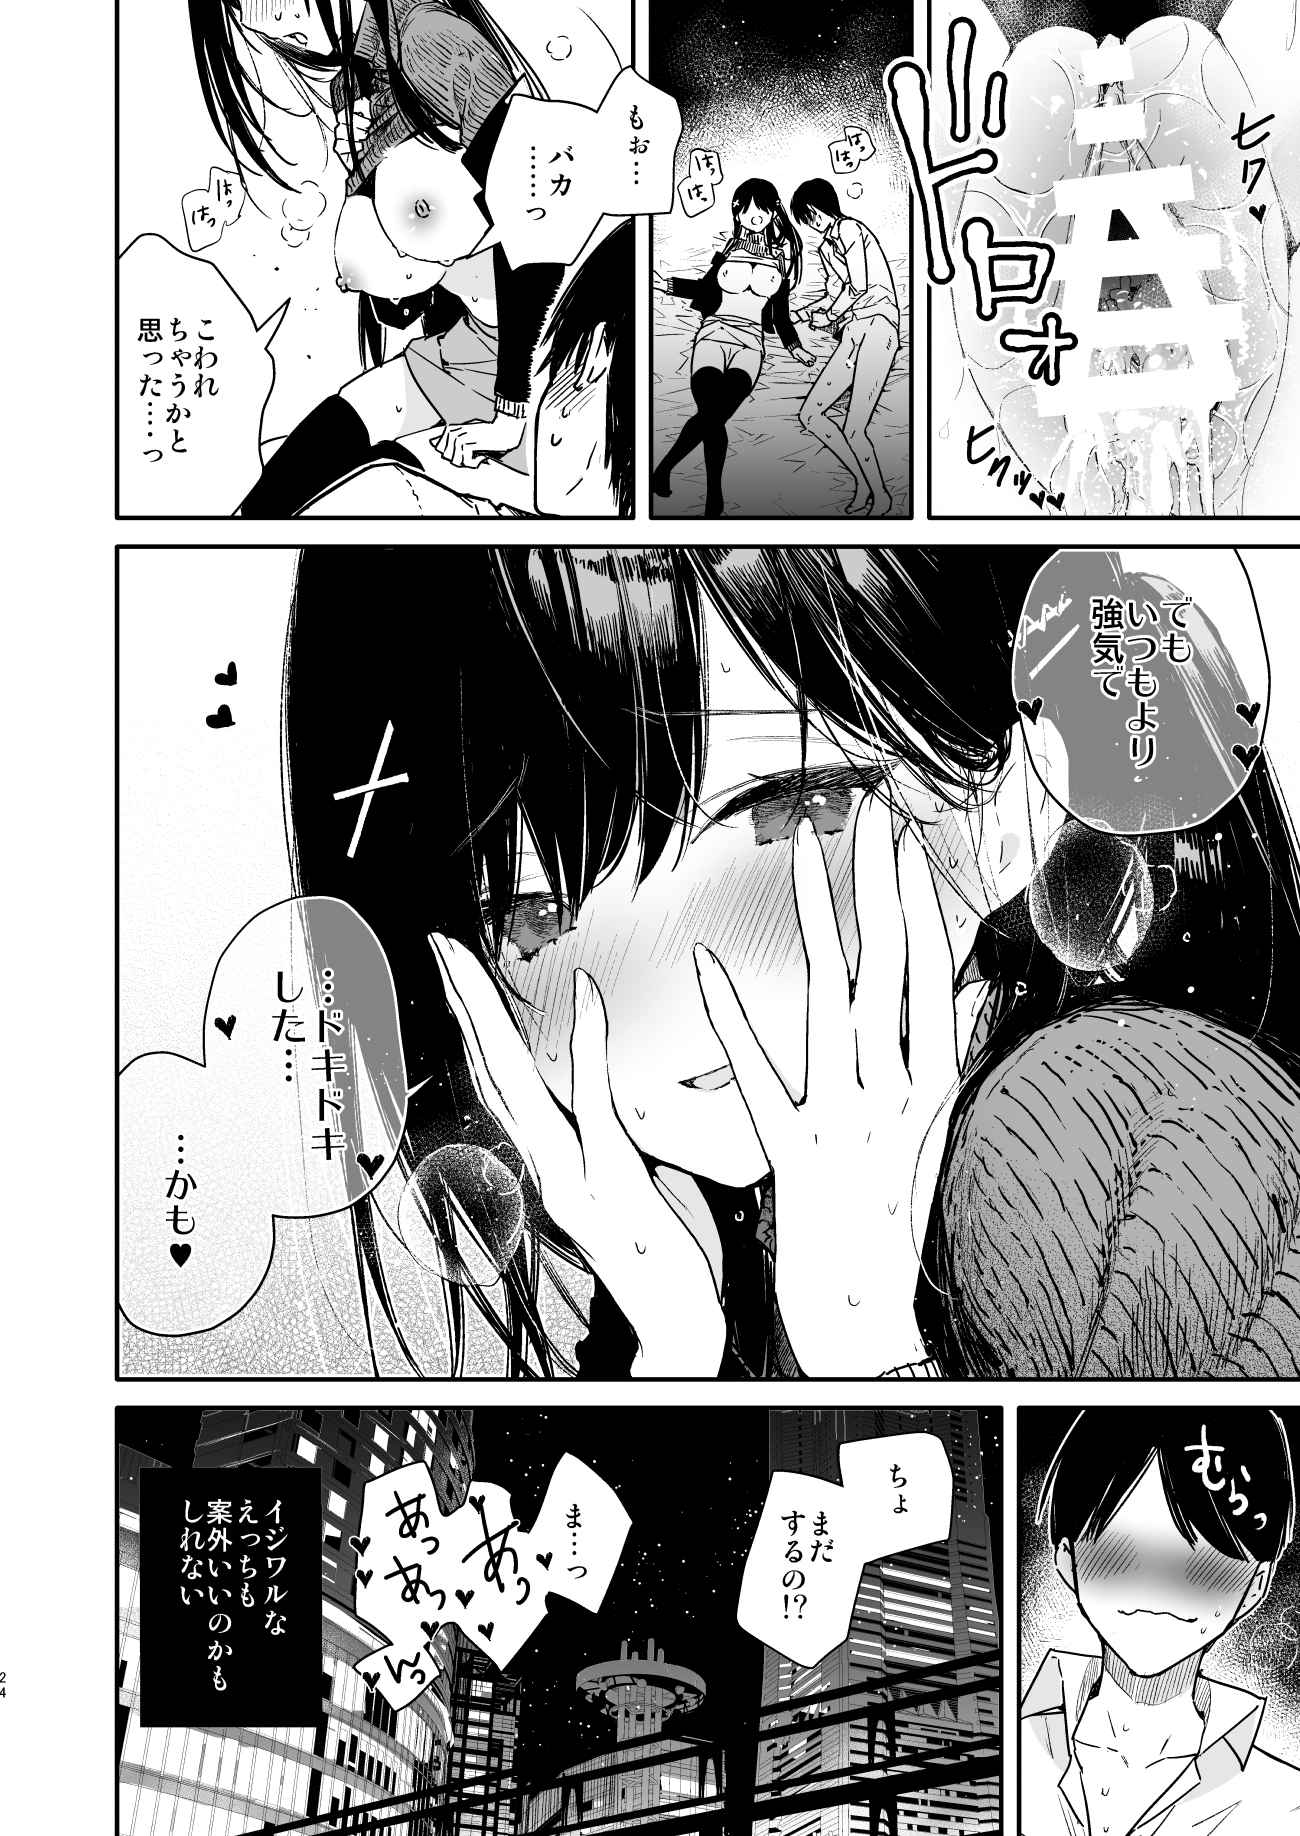 ドロォ
ヒクッ
ヒクッ
はっ
はっ
はっ
はっ
もぉ…
バカ
………っ
はっ
はっ
こわれ
ちゃうかと
思った……っ
でも
いつもより
強気で
…ドキドキ
した…
…かも♥
むらっ
ちょ
まだ
するの!?
ま…っ
あっ
あっ
あっ
んっ
イジワルな
えっちも
案外いいのかも
しれない
24